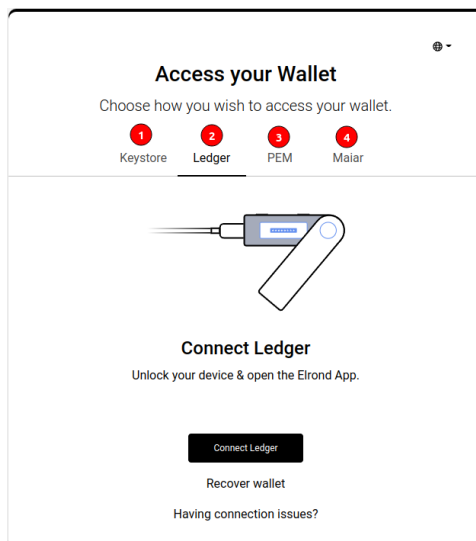 Access your Wallet
Choose how you wish to access your wallet.
1 2 3 4
Keystore Ledger PEM Maiar
Connect Ledger
Unlock your device & open the Elrond App.
Connect Ledger
Recover wallet
Having connection issues?